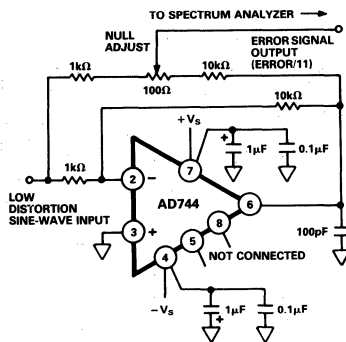 TO SPECTRUM ANALYZER
NULL
ADJUST
ERROR SIGNAL
OUTPUT
(ERROR/11)
1kΩ
100Ω
10kΩ
10kΩ
+VS
1µF
0.1µF
1kΩ
2
−
7
AD744
LOW
DISTORTION
SINE-WAVE INPUT
3
+
6
8
5
4
NOT CONNECTED
100pF
−VS
1µF
0.1µF
+
+